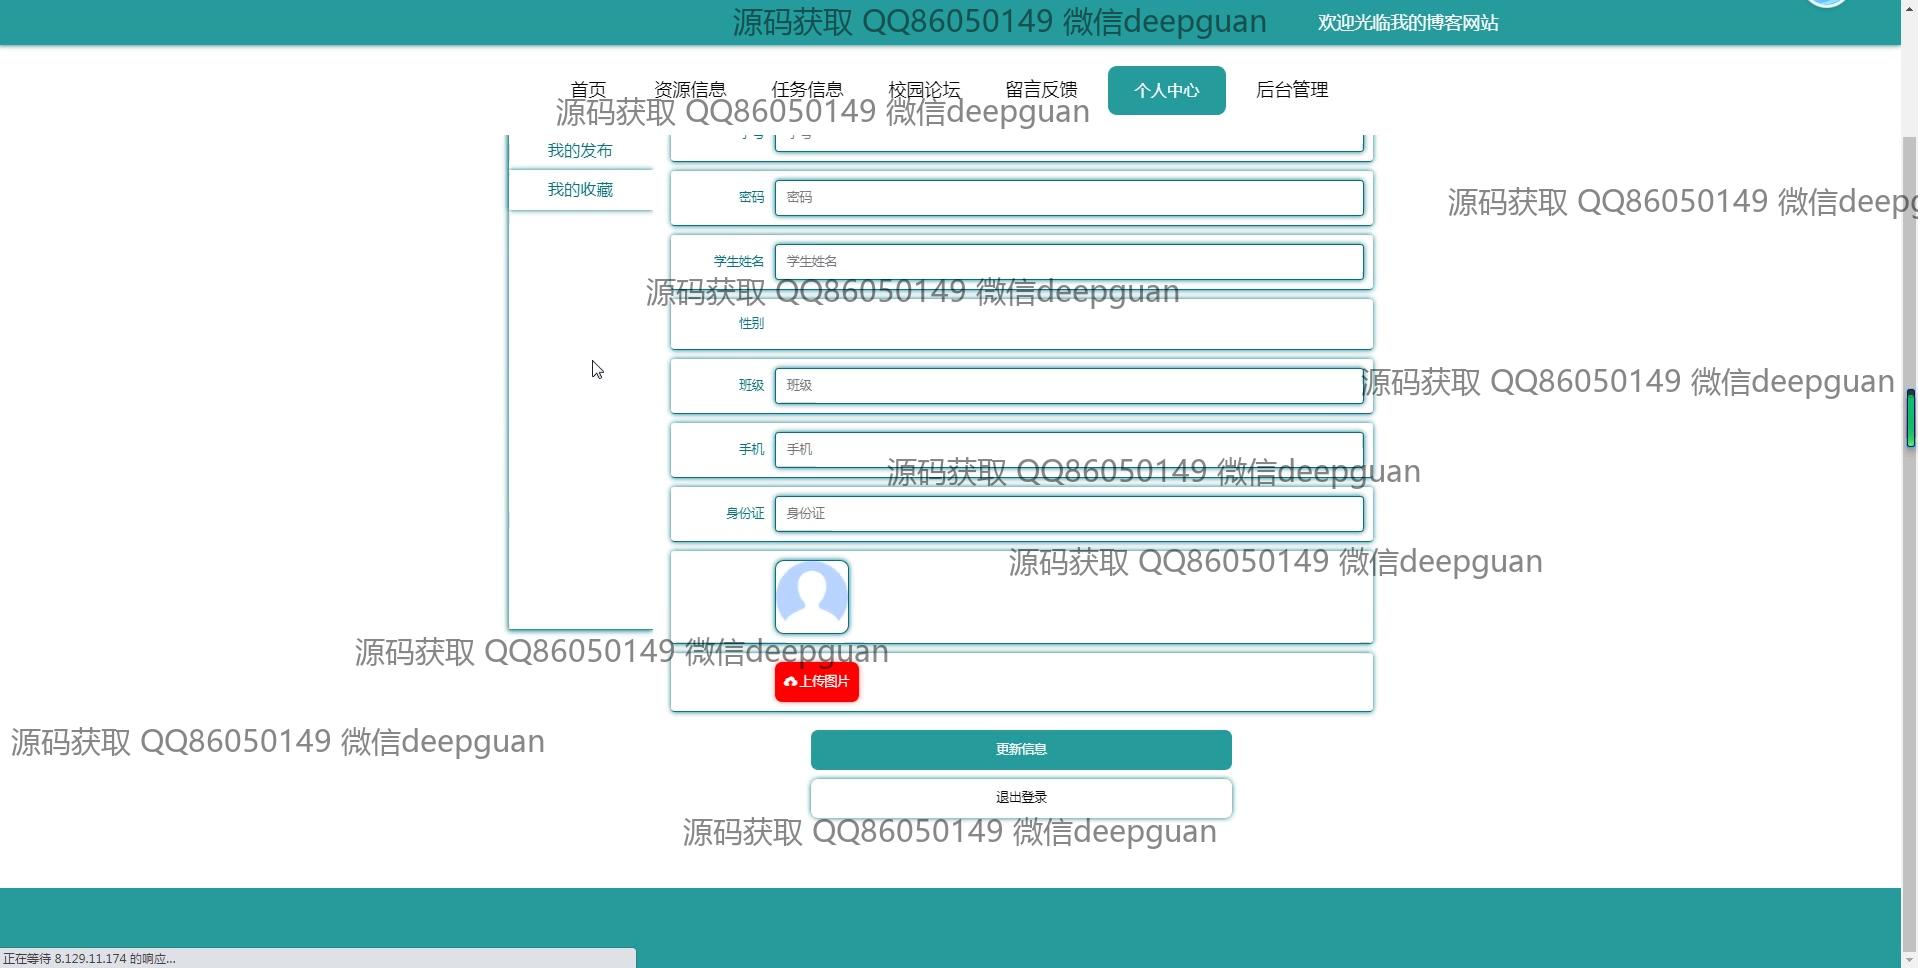 源码获取 QQ86050149 微信deepguan
欢迎光临我的博客网站
首页 资源信息 任务信息 校园论坛 留言反馈 个人中心 后台管理
源码获取 QQ86050149 微信deepguan
我的发布
我的收藏
密码 密码
源码获取 QQ86050149 微信deepg
学生姓名 学生姓名
源码获取 QQ86050149 微信deepguan
性别
班级 班级
源码获取 QQ86050149 微信deepguan
手机 手机
源码获取 QQ86050149 微信deepguan
身份证 身份证
源码获取 QQ86050149 微信deepguan
源码获取 QQ86050149 微信deepguan
上传图片
源码获取 QQ86050149 微信deepguan
更新信息
退出登录
源码获取 QQ86050149 微信deepguan
正在等待 8.129.11.174 的响应...